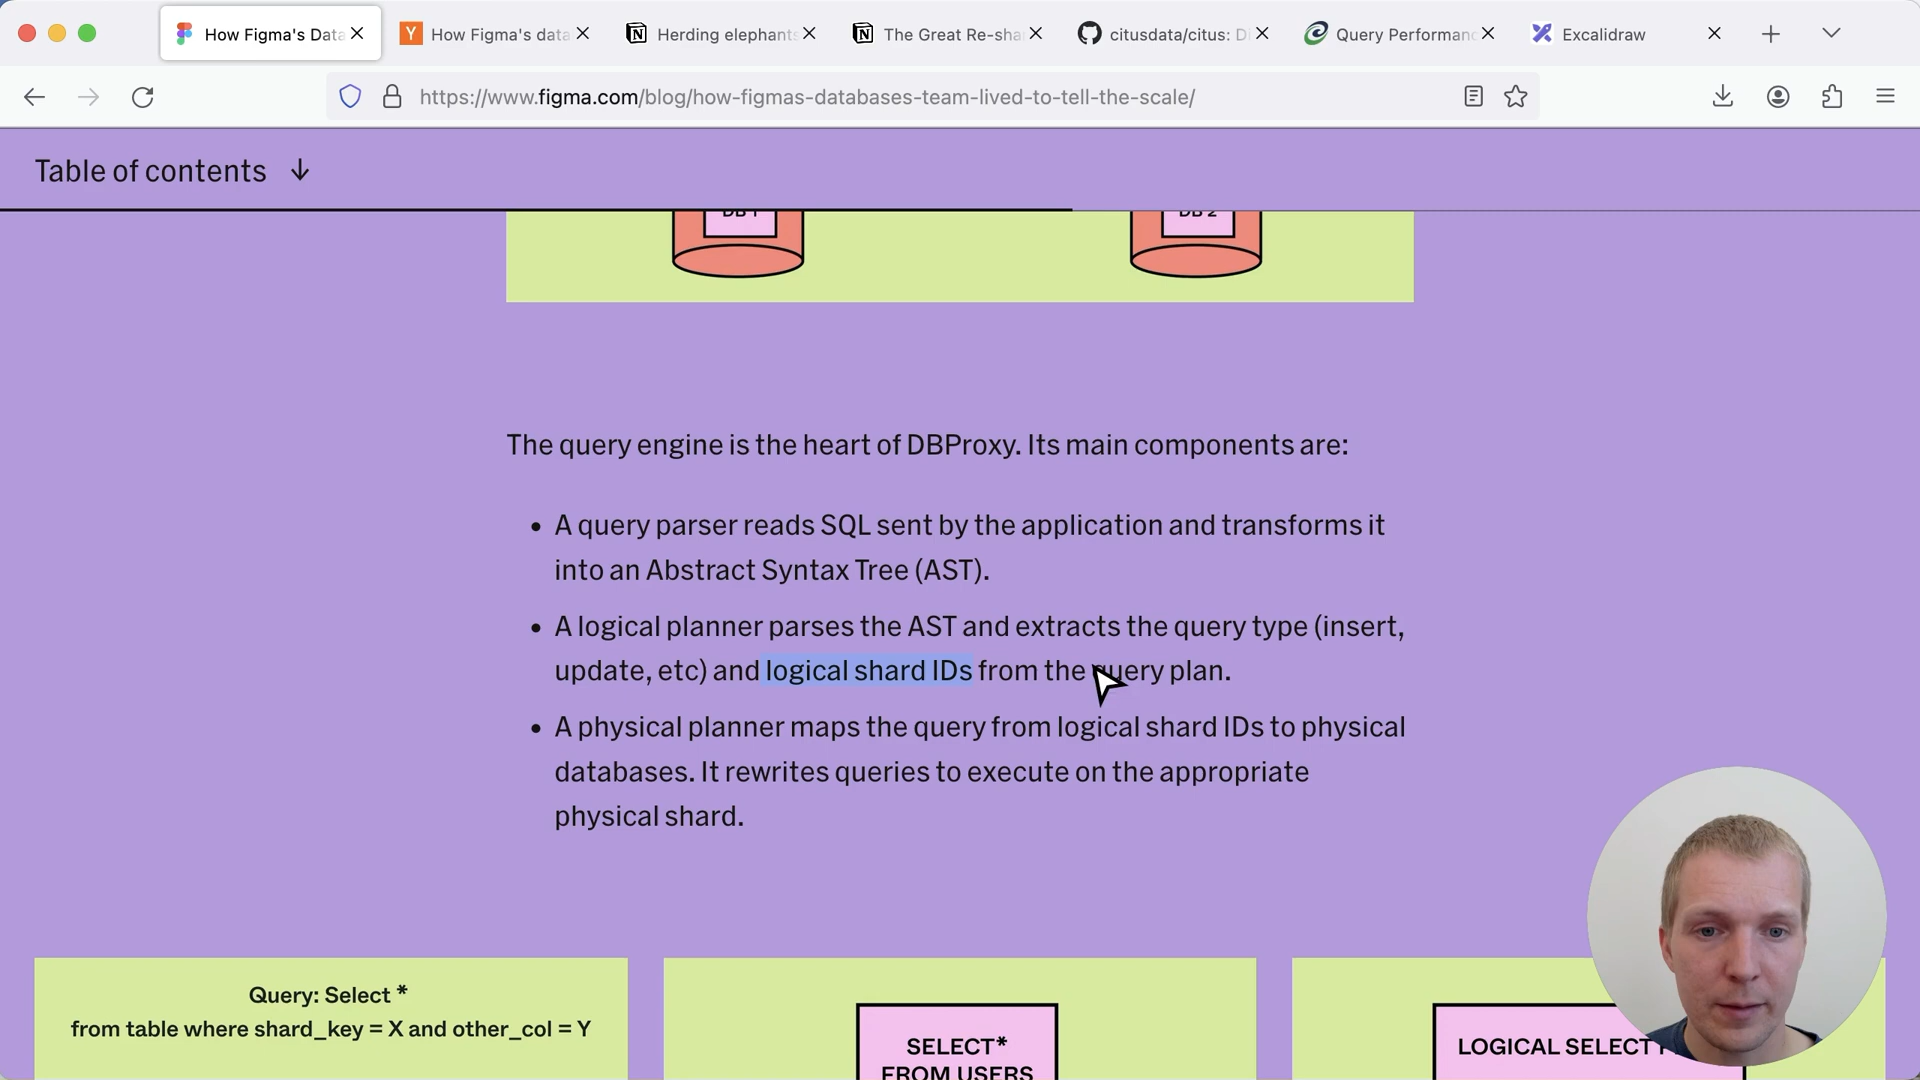 How Figma's Data
How Figma's data
Herding elephants
The Great Re-sha
citusdata/citus: Di
Query Performanc
Excalidraw
https://www.figma.com/blog/how-figmas-databases-team-lived-to-tell-the-scale/
Table of contents ↓
DB 1
DB 2
The query engine is the heart of DBProxy. Its main components are:
• A query parser reads SQL sent by the application and transforms it
into an Abstract Syntax Tree (AST).
• A logical planner parses the AST and extracts the query type (insert,
update, etc) and logical shard IDs from the query plan.
• A physical planner maps the query from logical shard IDs to physical
databases. It rewrites queries to execute on the appropriate
physical shard.
Query: Select *
from table where shard_key = X and other_col = Y
SELECT*
FROM USERS
LOGICAL SELECT